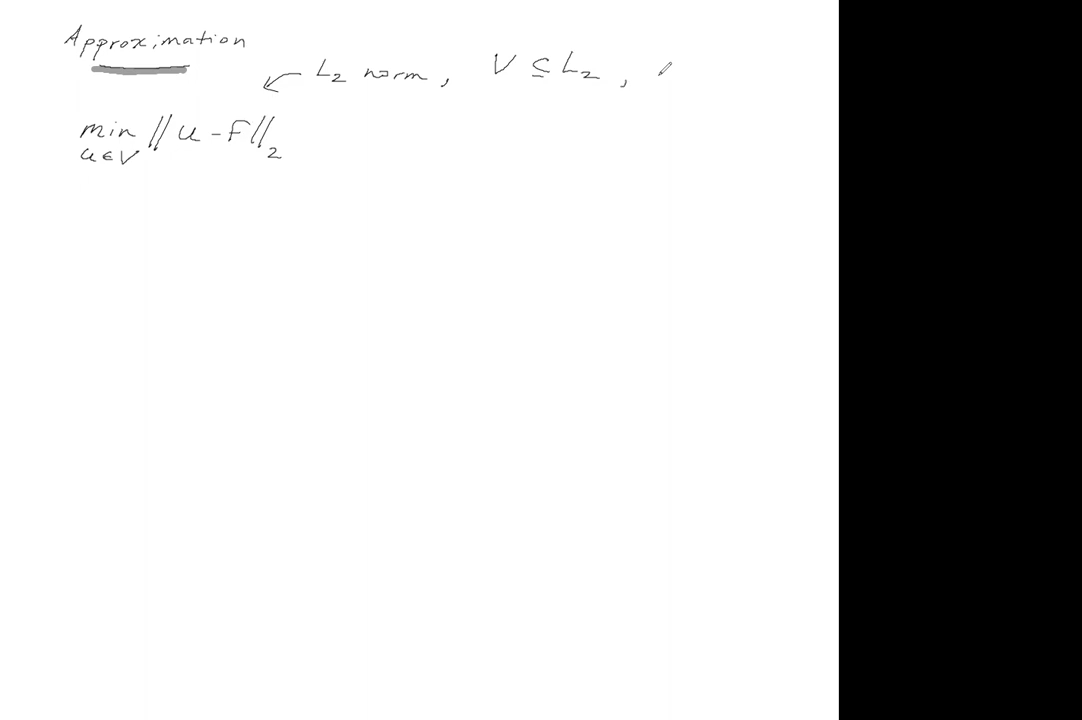 Approximation
L₂ norm, V ⊆ L₂,
min ‖u - F‖₂
u∈V